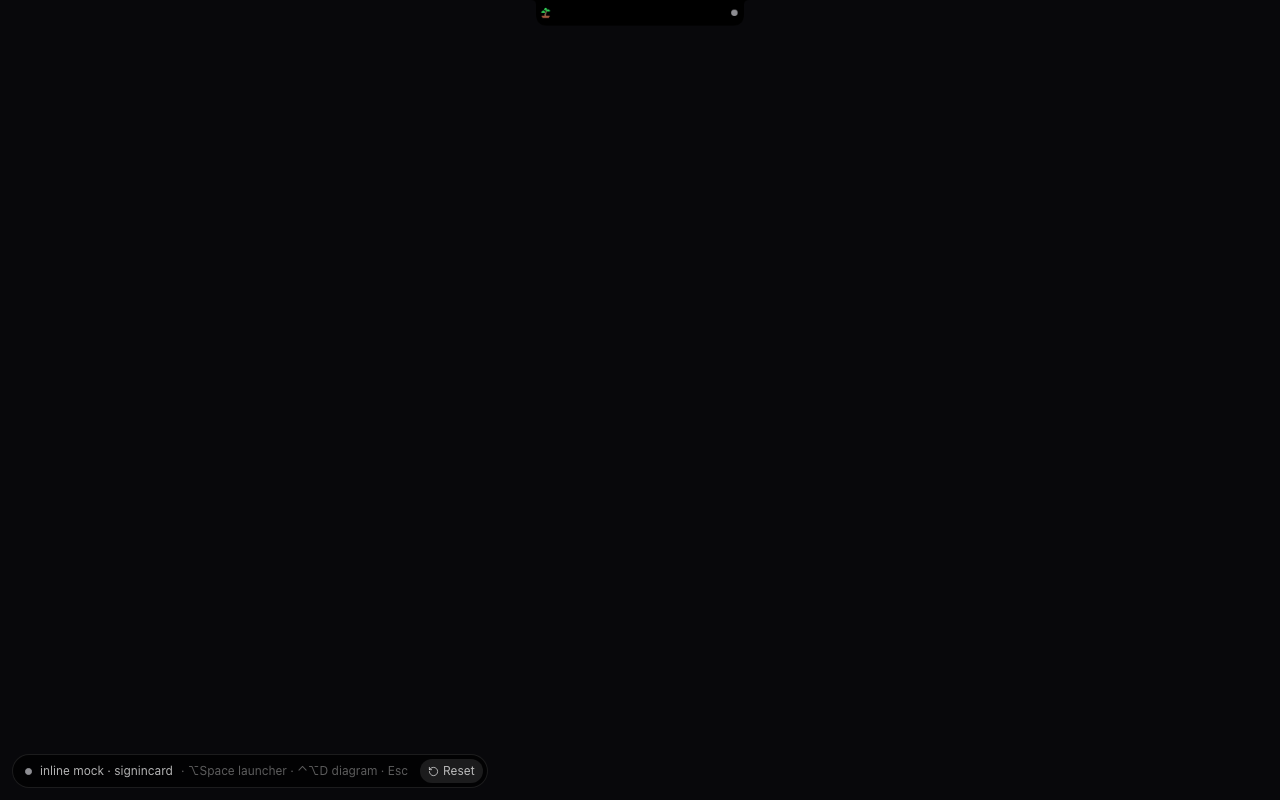 inline mock · signincard · ⌥Space launcher · ^⌥D diagram · Esc Reset